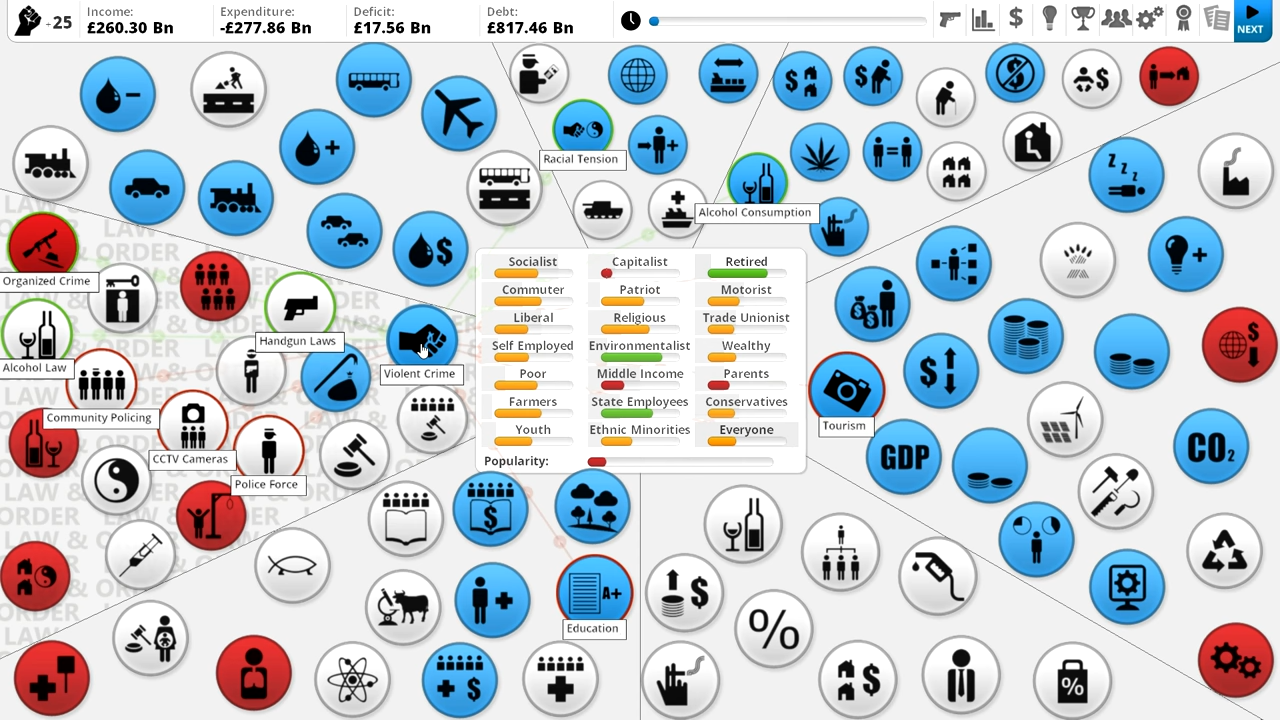 +25
Income:
£260.30 Bn
Expenditure:
-£277.86 Bn
Deficit:
£17.56 Bn
Debt:
£817.46 Bn
$
NEXT
Racial Tension
Alcohol Consumption
Organized Crime
Alcohol Law
Handgun Laws
Violent Crime
Community Policing
CCTV Cameras
Police Force
Tourism
Education
Socialist Capitalist Retired
Commuter Patriot Motorist
Liberal Religious Trade Unionist
Self Employed Environmentalist Wealthy
Poor Middle Income Parents
Farmers State Employees Conservatives
Youth Ethnic Minorities Everyone
Popularity:
GDP
CO₂
A+
%
Z Z Z
LAW & ORDER